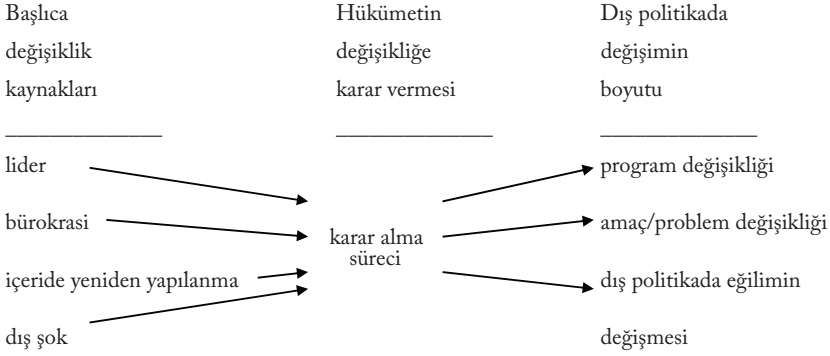 Başlıca
değişiklik
kaynakları
Hükümetin
değişikliğe
karar vermesi
Dış politikada
değişimin
boyutu
lider
bürokrasi
içeride yeniden yapılanma
dış şok
karar alma
süreci
program değişikliği
amaç/problem değişikliği
dış politikada eğilimin
değişmesi